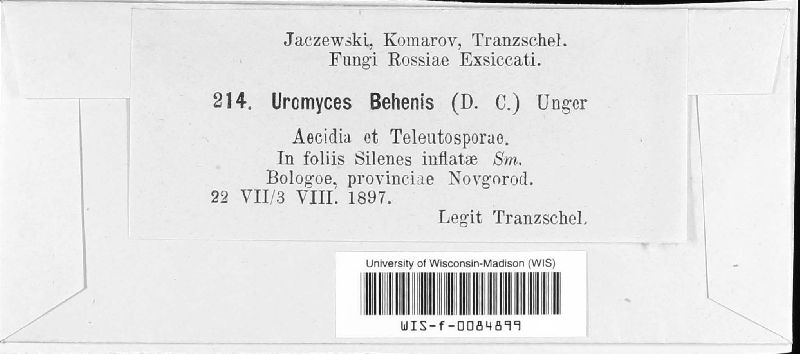 Jaczewski, Komarov, Tranzschel.
Fungi Rossiae Exsiccati.
214. Uromyces Behenis (D. C.) Unger
Aecidia et Teleutosporae.
In foliis Silenes inflatæ Sm.
Bologoe, provinciae Novgorod.
22 VII/3 VIII. 1897.
Legit Tranzschel.
University of Wisconsin-Madison (WIS)
WIS-f-0084899